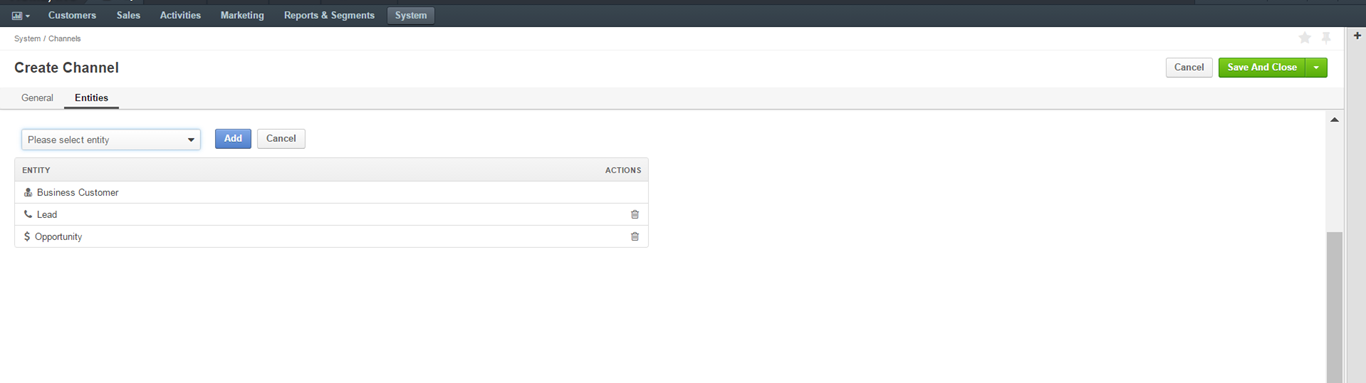 Customers Sales Activities Marketing Reports & Segments System
System / Channels
Create Channel
Cancel Save And Close
General Entities
Please select entity Add Cancel
ENTITY ACTIONS
Business Customer
Lead
$ Opportunity